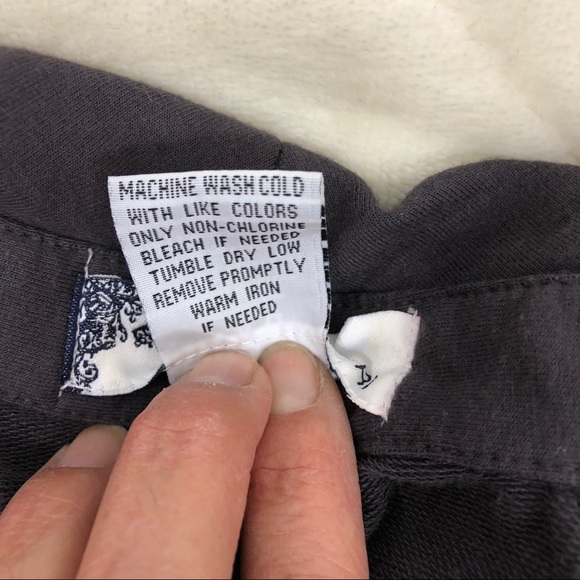 MACHINE WASH COLD
WITH LIKE COLORS
ONLY NON-CHLORINE
BLEACH IF NEEDED
TUMBLE DRY LOW
REMOVE PROMPTLY
WARM IRON
IF NEEDED